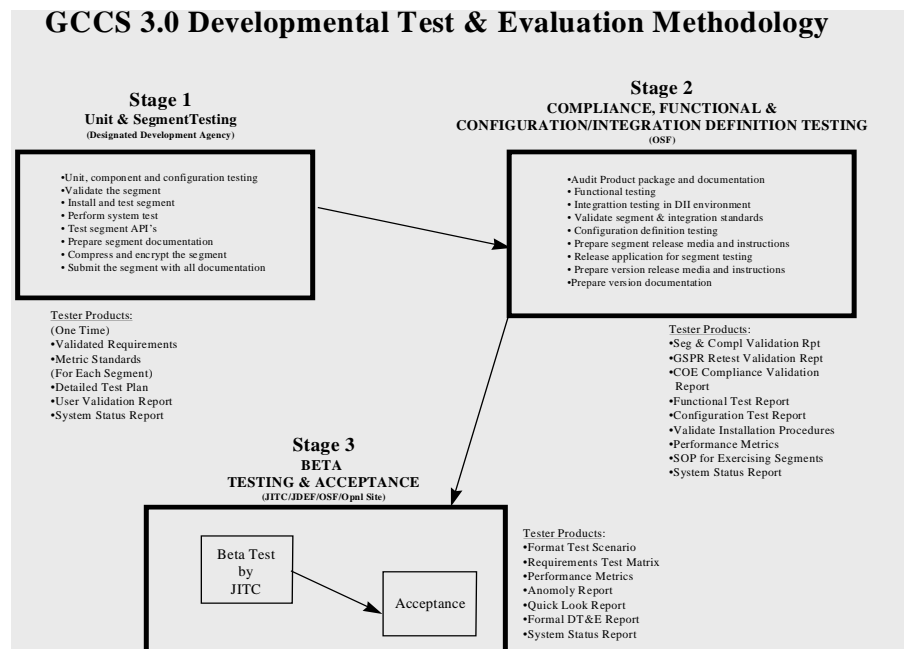 GCCS 3.0 Developmental Test & Evaluation Methodology
Stage 1
Unit & SegmentTesting
(Designated Development Agency)
•Unit, component and configuration testing
•Validate the segment
• Install and test segment
• Perform system test
• Test segment API's
• Prepare segment documentation
• Compress and encrypt the segment
• Submit the segment with all documentation
Tester Products:
(One Time)
•Validated Requirements
•Metric Standards
(For Each Segment)
•Detailed Test Plan
•User Validation Report
•System Status Report
Stage 2
COMPLIANCE, FUNCTIONAL &
CONFIGURATION/INTEGRATION DEFINITION TESTING
(OSF)
•Audit Product package and documentation
• Functional testing
• Integrattion testing in DII environment
• Validate segment & integration standards
• Configuration definition testing
• Prepare segment release media and instructions
• Release application for segment testing
• Prepare version release media and instructions
•Prepare version documentation
Tester Products:
•Seg & Compl Validation Rpt
•GSPR Retest Validation Rept
•COE Compliance Validation
Report
•Functional Test Report
•Configuration Test Report
•Validate Installation Procedures
•Performance Metrics
•SOP for Exercising Segments
•System Status Report
Stage 3
BETA
TESTING & ACCEPTANCE
(JITC/JDEF/OSF/Opnl Site)
Beta Test
by
JITC
Acceptance
Tester Products:
•Format Test Scenario
•Requirements Test Matrix
•Performance Metrics
•Anomoly Report
•Quick Look Report
•Formal DT&E Report
•System Status Report